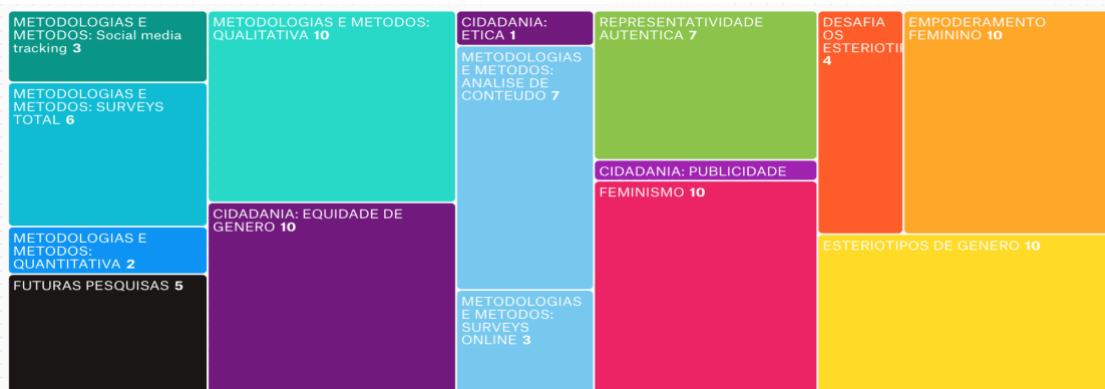 METODOLOGIAS E
METODOS: Social media
tracking 3
METODOLOGIAS E
METODOS: SURVEYS
TOTAL 6
METODOLOGIAS E
METODOS:
QUANTITATIVA 2
FUTURAS PESQUISAS 5
METODOLOGIAS E METODOS:
QUALITATIVA 10
CIDADANIA: EQUIDADE DE
GENERO 10
CIDADANIA:
ETICA 1
METODOLOGIAS
E METODOS:
ANALISE DE
CONTEUDO 7
METODOLOGIAS
E METODOS:
SURVEYS
ONLINE 3
REPRESENTATIVIDADE
AUTENTICA 7
CIDADANIA: PUBLICIDADE
FEMINISMO 10
DESAFIA
OS
ESTERIOTI
4
EMPODERAMENTO
FEMININO 10
ESTERIOTIPOS DE GENERO 10